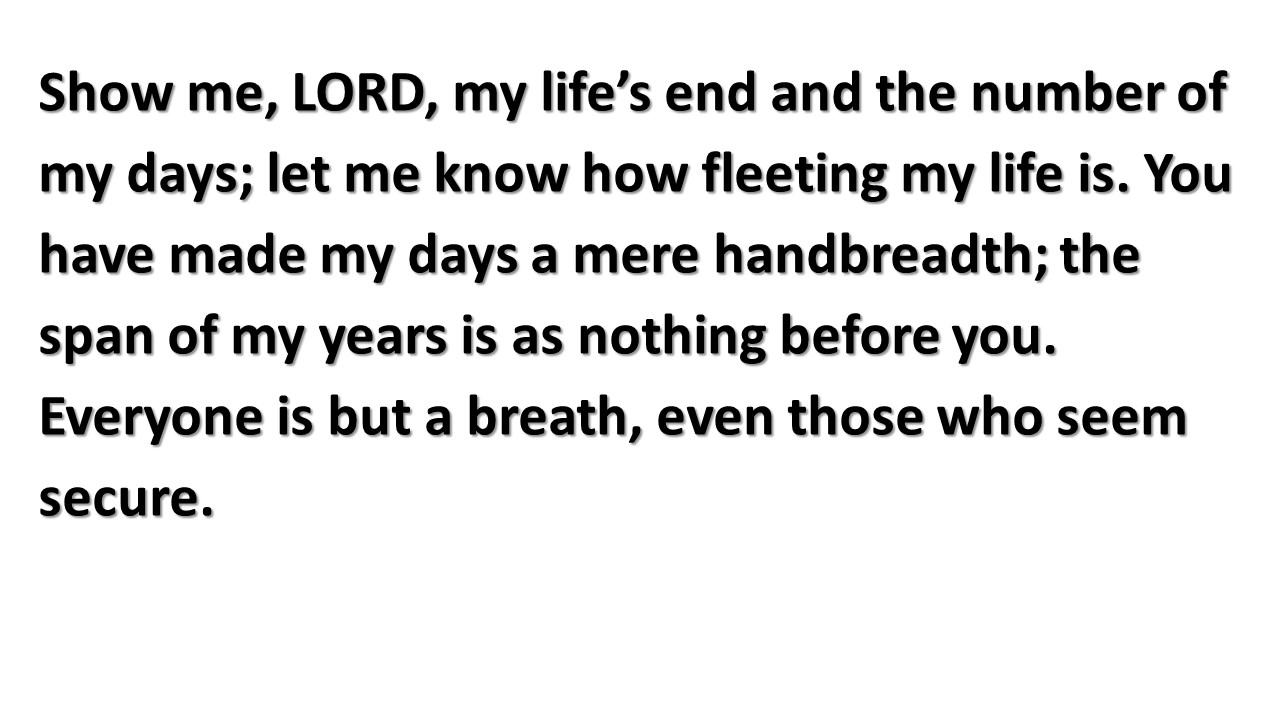 Show me, LORD, my life’s end and the number of
my days; let me know how fleeting my life is. You
have made my days a mere handbreadth; the
span of my years is as nothing before you.
Everyone is but a breath, even those who seem
secure.